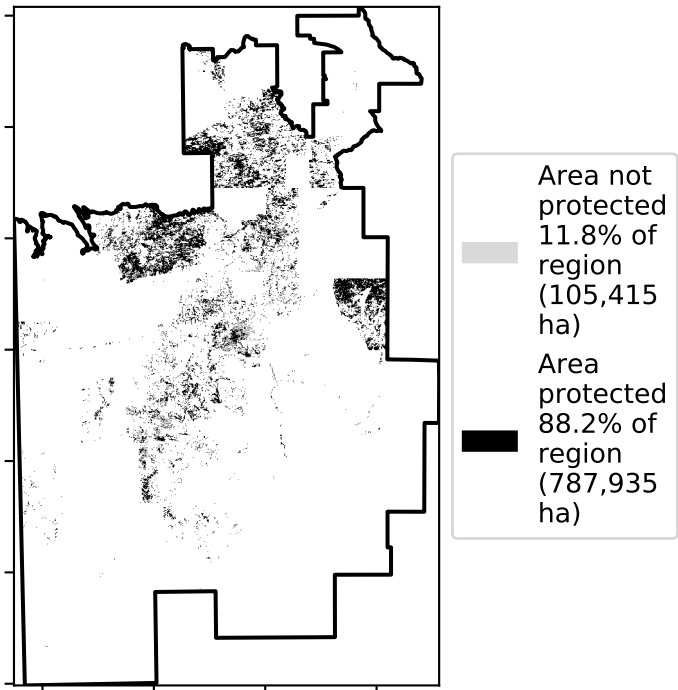 Area not
protected
11.8% of
region
(105,415
ha)
Area
protected
88.2% of
region
(787,935
ha)